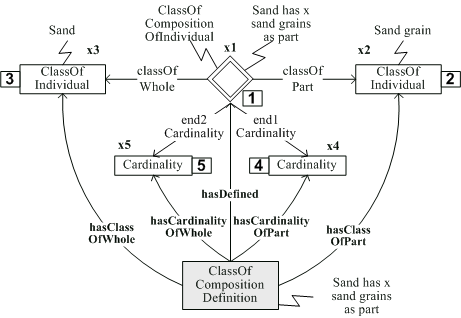 ClassOf
Composition
OfIndividual
Sand has x
sand grains
as part
Sand
x3
x1
Sand grain
x2
3
ClassOf
Individual
classOf
Whole
classOf
Part
ClassOf
Individual
2
1
end2
Cardinality
end1
Cardinality
x5
x4
Cardinality
5
4
Cardinality
hasDefined
hasCardinality
OfWhole
hasCardinality
OfPart
hasClass
OfWhole
hasClass
OfPart
ClassOf
Composition
Definition
Sand has x
sand grains
as part